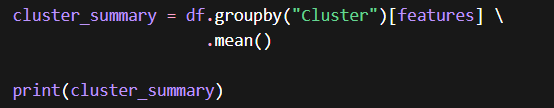 cluster_summary = df.groupby("Cluster")[features] \
                  .mean()
print(cluster_summary)